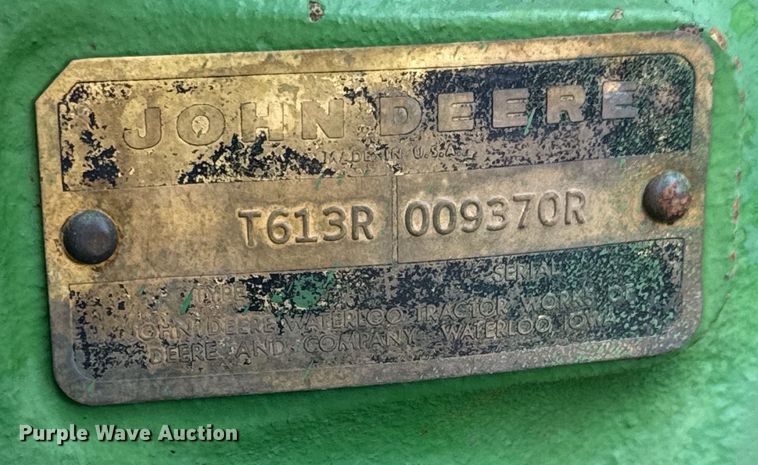 JOHN DEERE
MADE IN U.S.A.
T613R 009370R
TYPE SERIAL
JOHN DEERE WATERLOO TRACTOR WORKS OF
DEERE AND COMPANY WATERLOO, IOWA
Purple Wave Auction